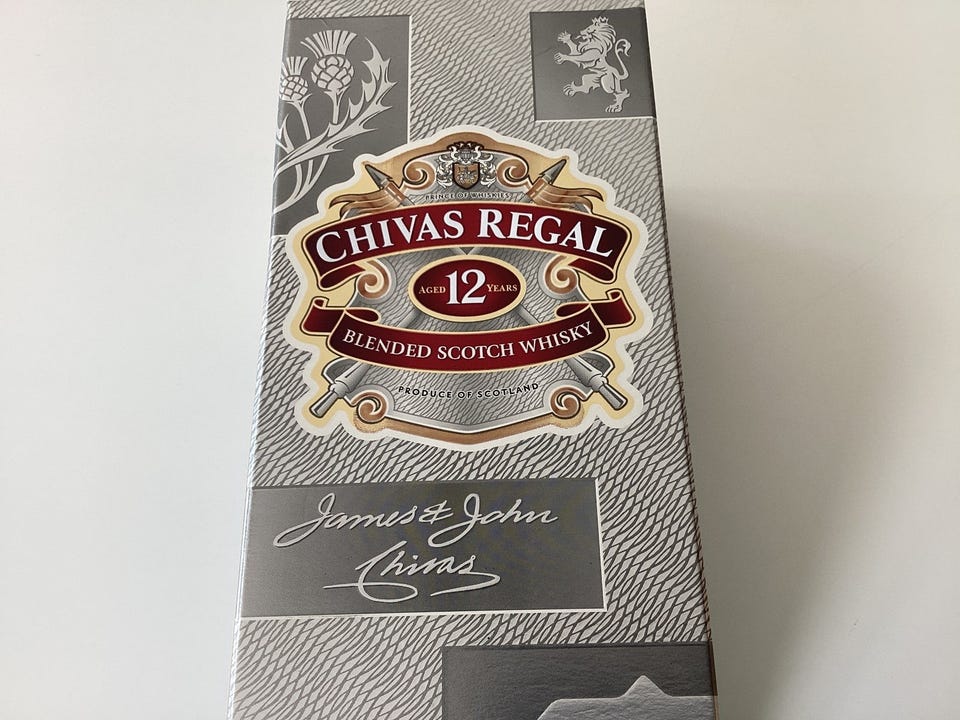 PRINCE OF WHISKIES
CHIVAS REGAL
AGED 12 YEARS
BLENDED SCOTCH WHISKY
PRODUCE OF SCOTLAND
James & John
Chivas